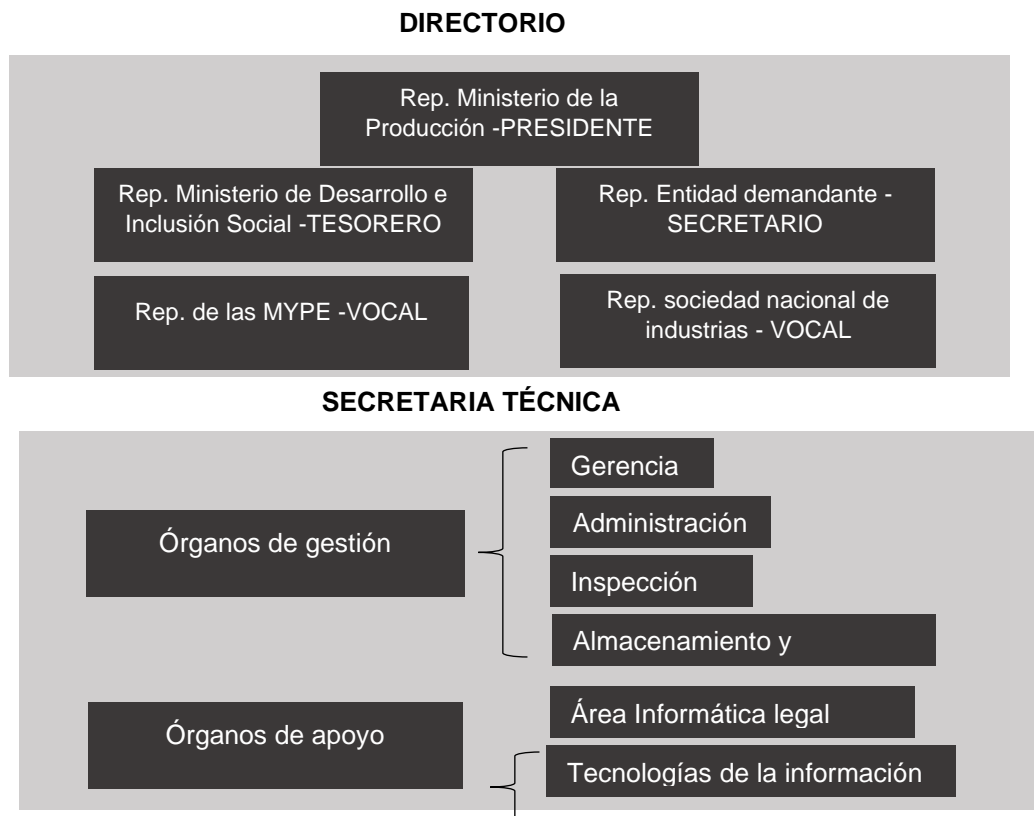 DIRECTORIO
Rep. Ministerio de la
Producción -PRESIDENTE
Rep. Ministerio de Desarrollo e
Inclusión Social -TESORERO
Rep. Entidad demandante -
SECRETARIO
Rep. de las MYPE -VOCAL
Rep. sociedad nacional de
industrias - VOCAL
SECRETARIA TÉCNICA
Órganos de gestión
Gerencia
Administración
Inspección
Almacenamiento y
Órganos de apoyo
Área Informática legal
Tecnologías de la información